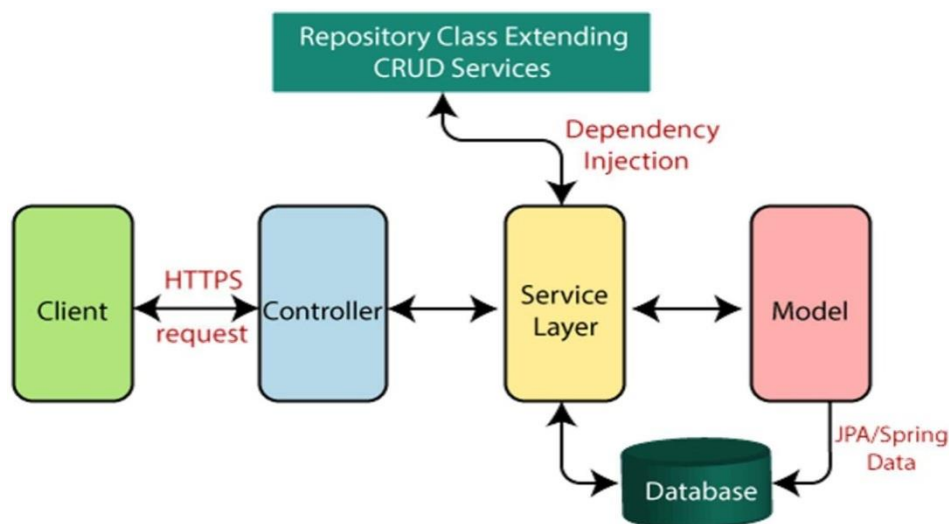 Repository Class Extending
CRUD Services
Dependency
Injection
Client
HTTPS
request
Controller
Service
Layer
Model
JPA/Spring
Data
Database